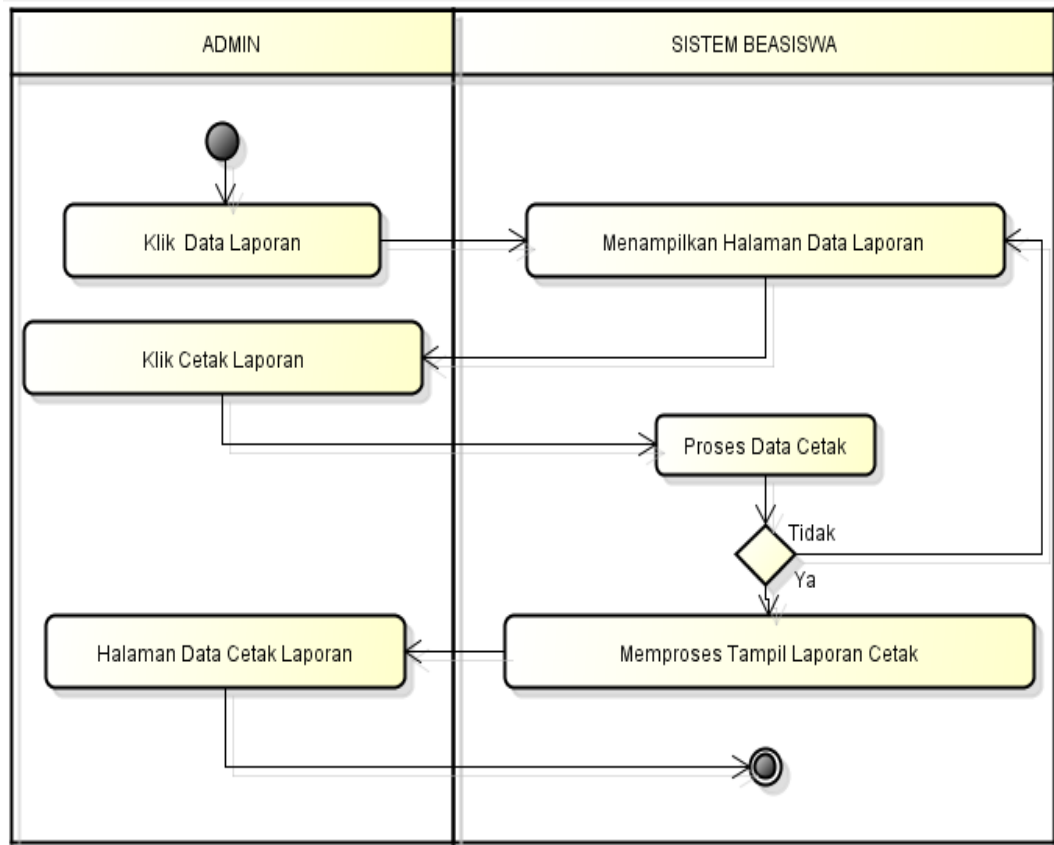 ADMIN
SISTEM BEASISWA
Klik Data Laporan
Menampilkan Halaman Data Laporan
Klik Cetak Laporan
Proses Data Cetak
Tidak
Ya
Halaman Data Cetak Laporan
Memproses Tampil Laporan Cetak